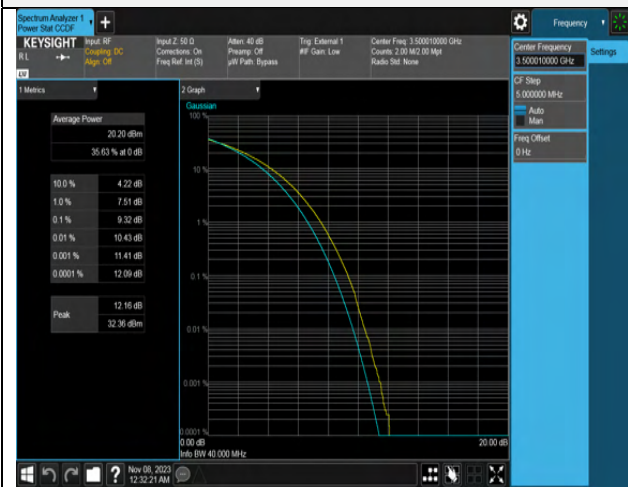 Spectrum Analyzer 1
Power Stat CCDF
Frequency
KEYSIGHT
R L
LW
Input: RF
Coupling: DC
Align: Off
Input Z: 50 Ω
Corrections: On
Freq Ref: Int (S)
Atten: 40 dB
Preamp: Off
µW Path: Bypass
Trig: External 1
#IF Gain: Low
Center Freq: 3.500010000 GHz
Counts: 2.00 M/2.00 Mpt
Radio Std: None
Center Frequency
3.500010000 GHz
Settings
CF Step
5.000000 MHz
Auto
Man
Freq Offset
0 Hz
1 Metrics
Average Power
20.20 dBm
35.63 % at 0 dB
10.0 % 4.22 dB
1.0 % 7.51 dB
0.1 % 9.32 dB
0.01 % 10.43 dB
0.001 % 11.41 dB
0.0001 % 12.09 dB
Peak 12.16 dB
32.36 dBm
2 Graph
Gaussian
100 %
10 %
1 %
0.1 %
0.01 %
0.001 %
0.0001 %
0.00 dB 20.00 dB
Info BW 40.000 MHz
Nov 08, 2023
12:32:21 AM